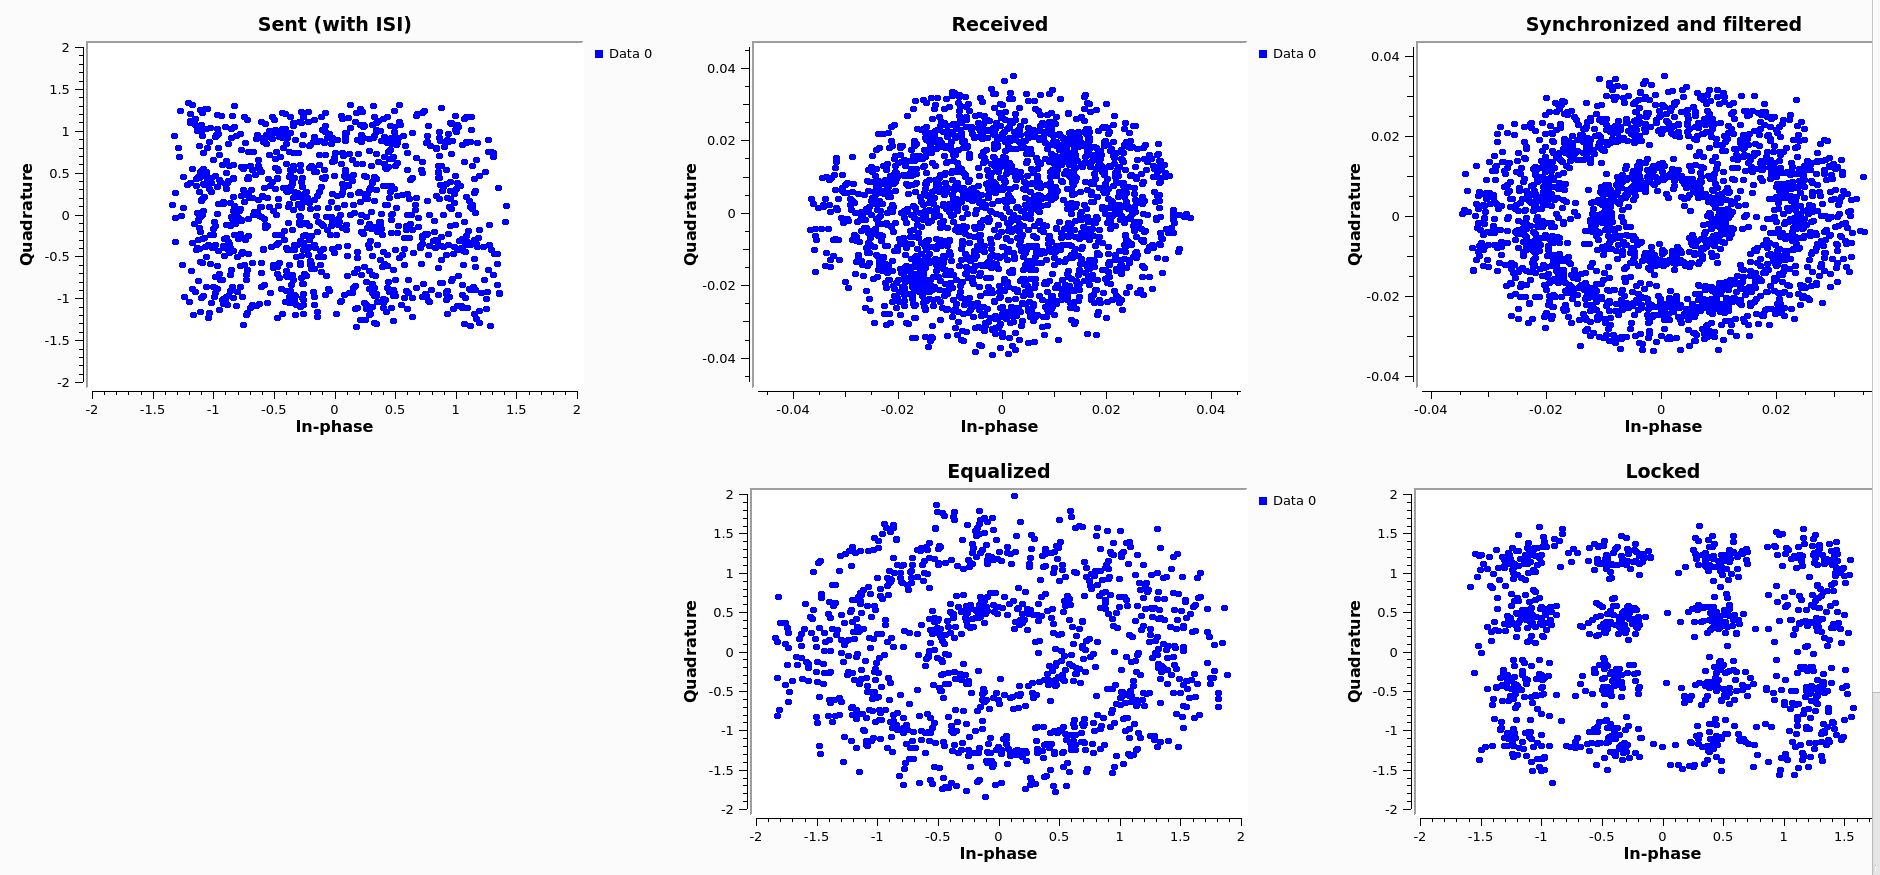 Sent (with ISI)
Data 0
Quadrature
2
1.5
1
0.5
0
-0.5
-1
-1.5
-2
-2 -1.5 -1 -0.5 0 0.5 1 1.5 2
In-phase
Received
Data 0
Quadrature
0.04
0.02
0
-0.02
-0.04
-0.04 -0.02 0 0.02 0.04
In-phase
Synchronized and filtered
Quadrature
0.04
0.02
0
-0.02
-0.04
-0.04 -0.02 0 0.02
In-phase
Equalized
Data 0
Quadrature
2
1.5
1
0.5
0
-0.5
-1
-1.5
-2
-2 -1.5 -1 -0.5 0 0.5 1 1.5 2
In-phase
Locked
Quadrature
2
1.5
1
0.5
0
-0.5
-1
-1.5
-2
-2 -1.5 -1 -0.5 0 0.5 1 1.5
In-phase